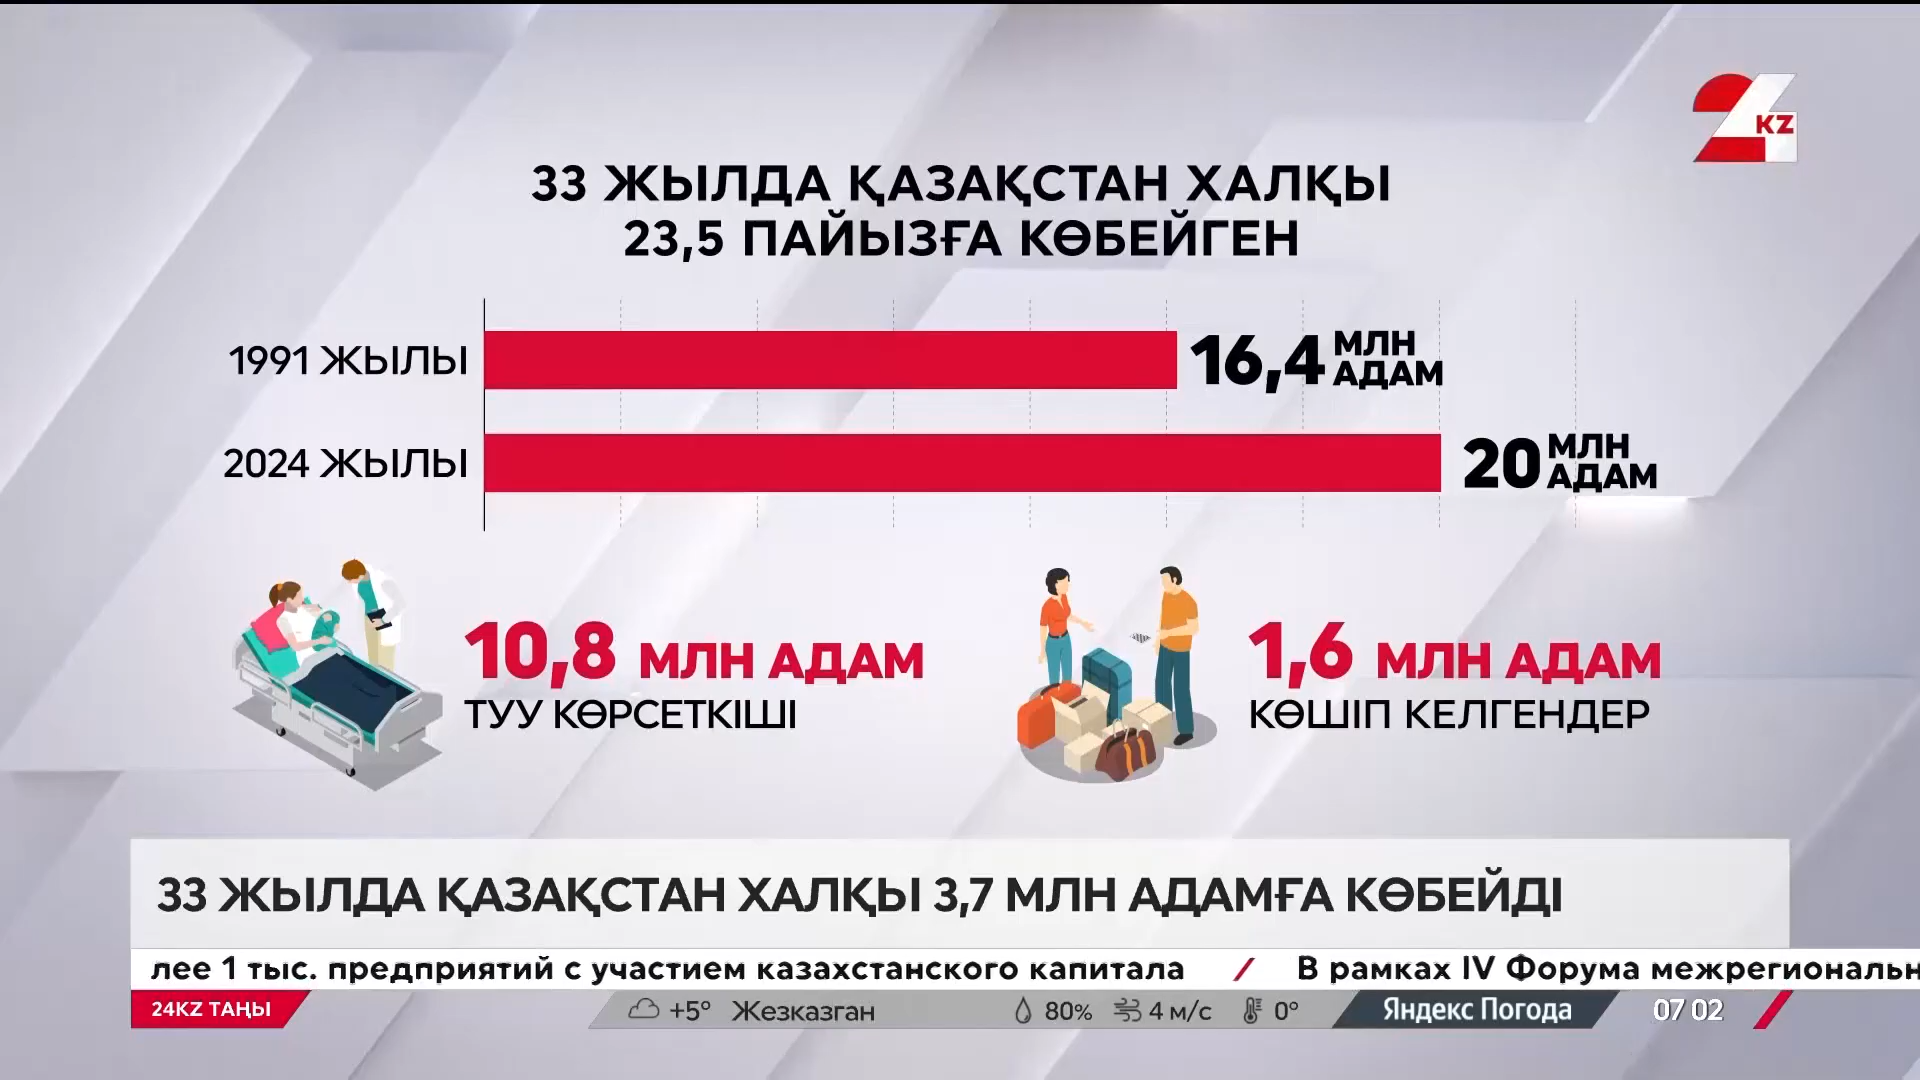 24KZ
33 ЖЫЛДА ҚАЗАҚСТАН ХАЛҚЫ
23,5 ПАЙЫЗҒА КӨБЕЙГЕН
1991 ЖЫЛЫ
16,4 МЛН АДАМ
2024 ЖЫЛЫ
20 МЛН АДАМ
10,8 МЛН АДАМ
ТУУ КӨРСЕТКІШІ
1,6 МЛН АДАМ
КӨШІП КЕЛГЕНДЕР
33 ЖЫЛДА ҚАЗАҚСТАН ХАЛҚЫ 3,7 МЛН АДАМҒА КӨБЕЙДІ
лее 1 тыс. предприятий с участием казахстанского капитала / В рамках IV Форума межрегиональн
24KZ ТАҢЫ +5° Жезказган 80% 4 м/с 0° Яндекс Погода 07 02